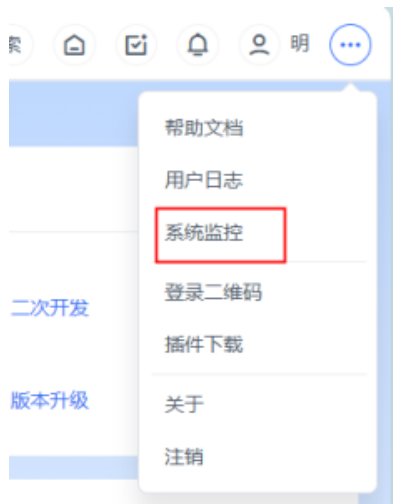 索 明
帮助文档
用户日志
系统监控
登录二维码
二次开发
插件下载
版本升级
关于
注销